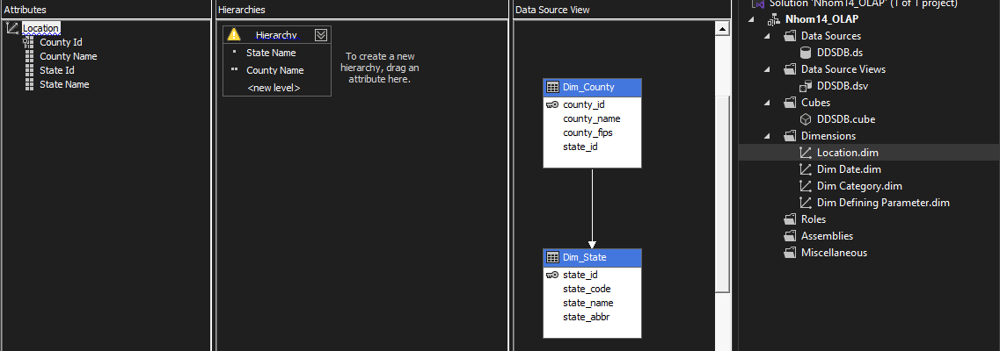 Attributes
Location
County Id
County Name
State Id
State Name
Hierarchies
Hierarchy
State Name
County Name
<new level>
To create a new
hierarchy, drag an
attribute here.
Data Source View
Dim_County
county_id
county_name
county_fips
state_id
Dim_State
state_id
state_code
state_name
state_abbr
Solution 'Nhom14_OLAP' (1 of 1 project)
Nhom14_OLAP
Data Sources
DDSDB.ds
Data Source Views
DDSDB.dsv
Cubes
DDSDB.cube
Dimensions
Location.dim
Dim Date.dim
Dim Category.dim
Dim Defining Parameter.dim
Roles
Assemblies
Miscellaneous